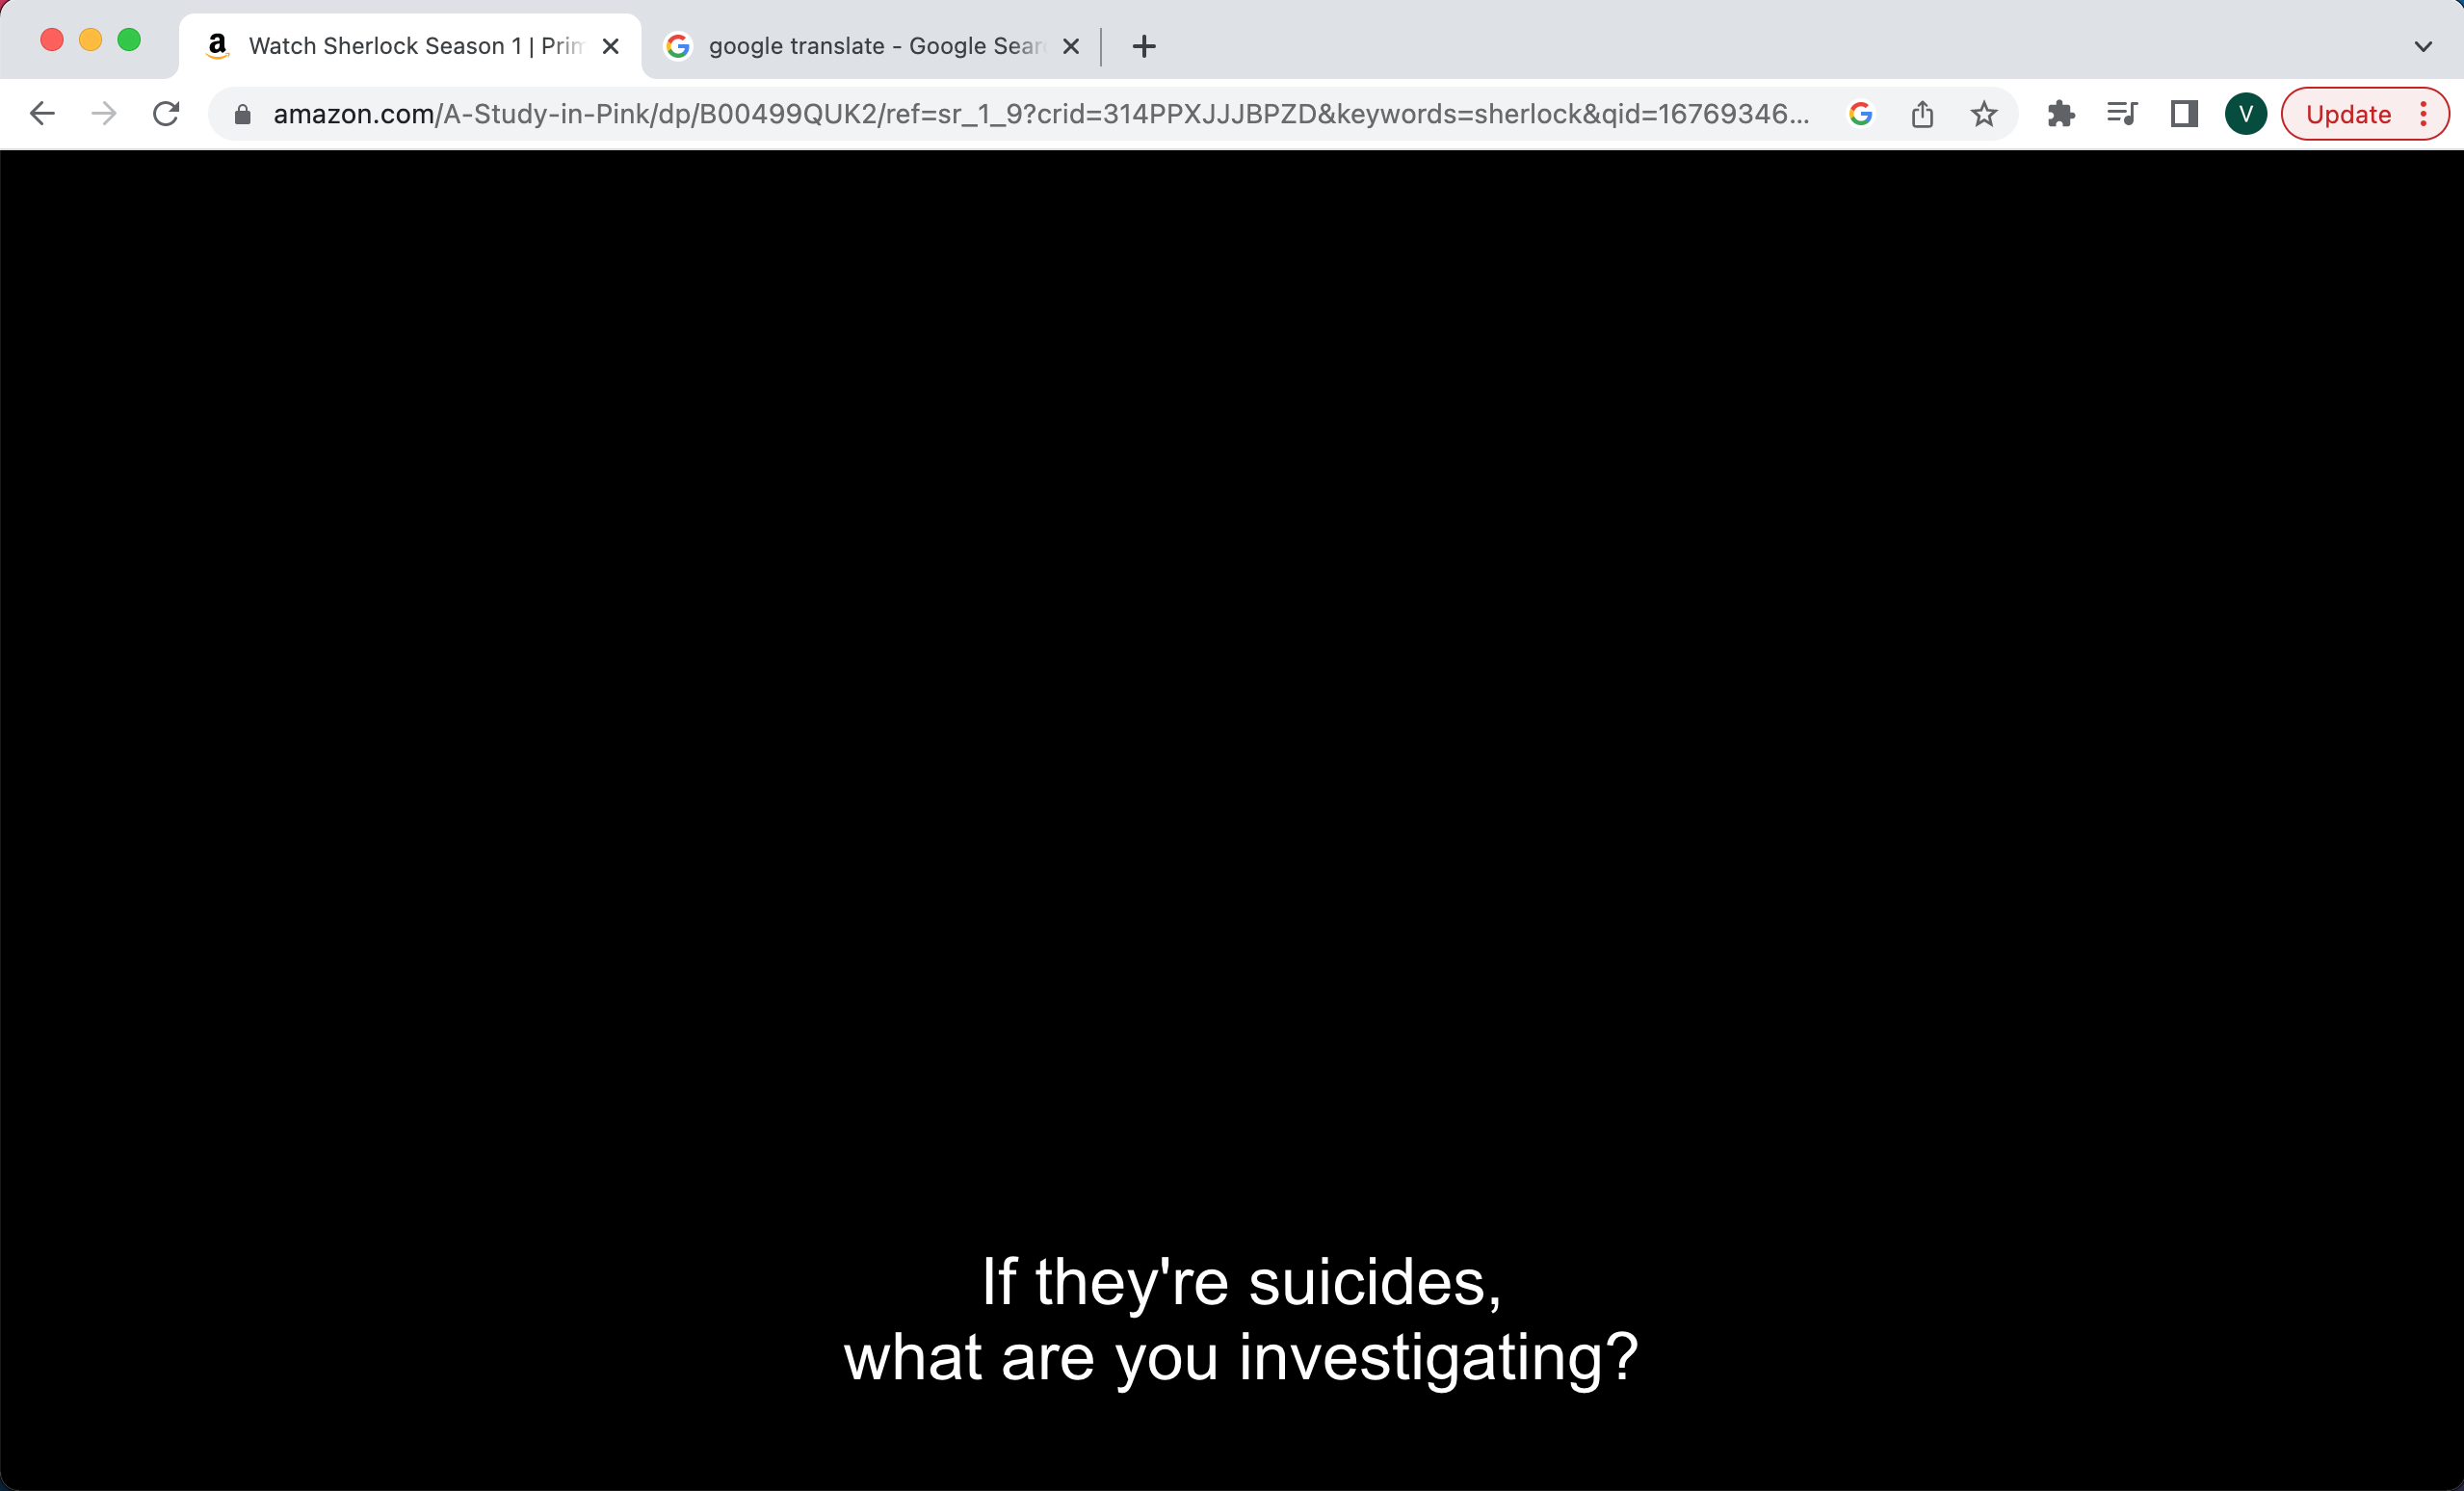 Watch Sherlock Season 1 | Prim
google translate - Google Sear
amazon.com/A-Study-in-Pink/dp/B00499QUK2/ref=sr_1_9?crid=314PPXJJJBPZD&keywords=sherlock&qid=16769346...
V
Update
If they're suicides,
what are you investigating?